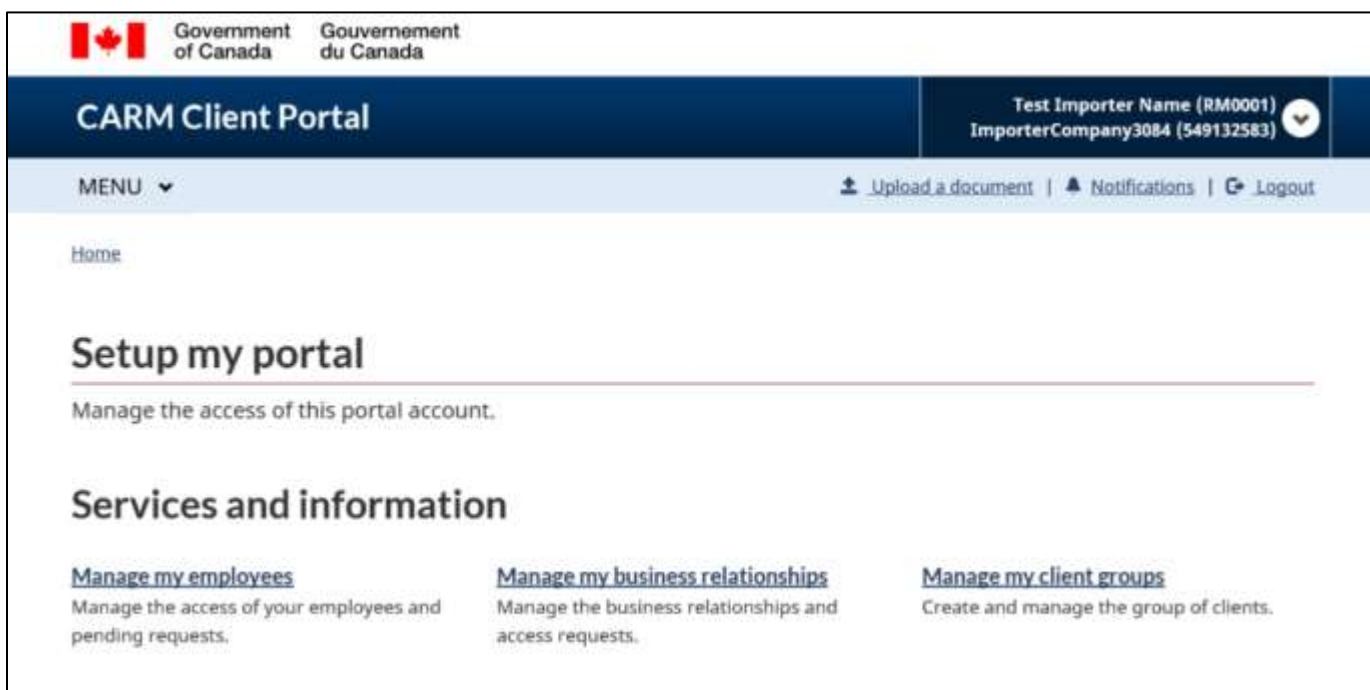 Government Gouvernement
of Canada du Canada
CARM Client Portal
Test Importer Name (RM0001)
ImporterCompany3084 (549132583)
MENU
Upload a document | Notifications | Logout
Home
Setup my portal
Manage the access of this portal account.
Services and information
Manage my employees
Manage the access of your employees and
pending requests.
Manage my business relationships
Manage the business relationships and
access requests.
Manage my client groups
Create and manage the group of clients.